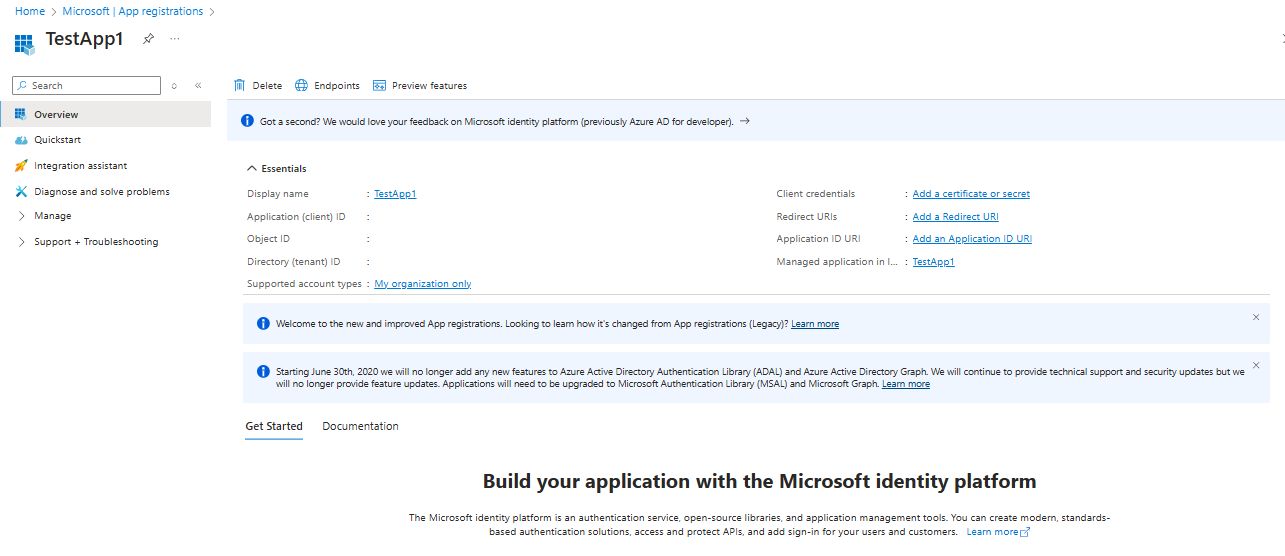 Home > Microsoft | App registrations >
TestApp1 ...
Search
Delete Endpoints Preview features
Overview
Quickstart
Integration assistant
Diagnose and solve problems
Manage
Support + Troubleshooting
Got a second? We would love your feedback on Microsoft identity platform (previously Azure AD for developer).
Essentials
Display name : TestApp1
Application (client) ID :
Object ID :
Directory (tenant) ID :
Supported account types : My organization only
Client credentials : Add a certificate or secret
Redirect URIs : Add a Redirect URI
Application ID URI : Add an Application ID URI
Managed application in l... : TestApp1
Welcome to the new and improved App registrations. Looking to learn how it's changed from App registrations (Legacy)? Learn more
Starting June 30th, 2020 we will no longer add any new features to Azure Active Directory Authentication Library (ADAL) and Azure Active Directory Graph. We will continue to provide technical support and security updates but we
will no longer provide feature updates. Applications will need to be upgraded to Microsoft Authentication Library (MSAL) and Microsoft Graph. Learn more
Get Started Documentation
Build your application with the Microsoft identity platform
The Microsoft identity platform is an authentication service, open-source libraries, and application management tools. You can create modern, standards-
based authentication solutions, access and protect APIs, and add sign-in for your users and customers. Learn more